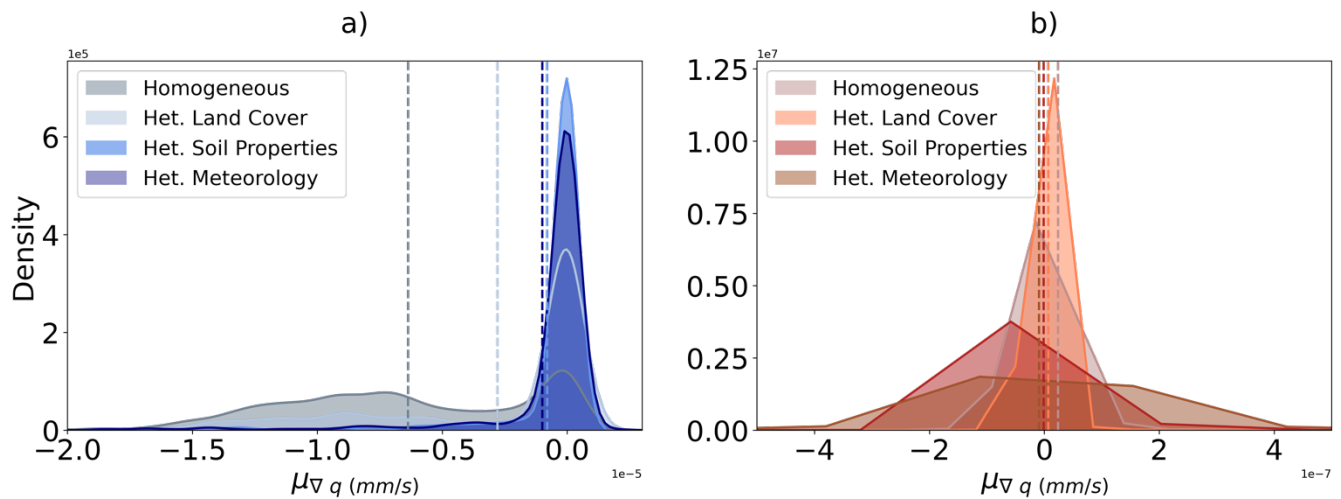 a)
1e5
Homogeneous
Het. Land Cover
Het. Soil Properties
Het. Meteorology
Density
6
4
2
0
−2.0 −1.5 −1.0 −0.5 0.0
1e−5
μ∇ q (mm/s)
b)
1e7
Homogeneous
Het. Land Cover
Het. Soil Properties
Het. Meteorology
1.25
1.00
0.75
0.50
0.25
0.00
−4 −2 0 2 4
1e−7
μ∇ q (mm/s)